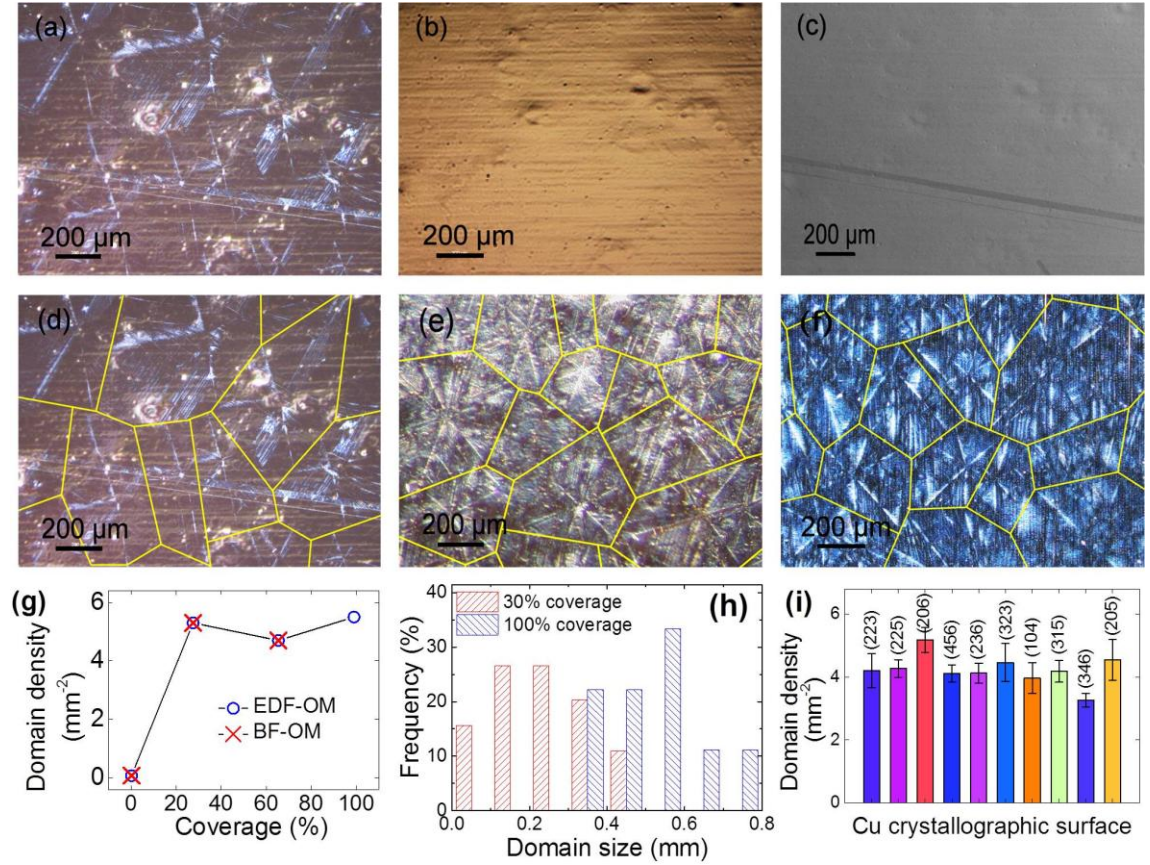 (a)
(b)
(c)
200 µm
200 µm
200 µm
(d)
(e)
(f)
200 µm
200 µm
200 µm
(g)
Domain density
(mm⁻²)
6
4
2
0
EDF-OM
BF-OM
0 20 40 60 80 100
Coverage (%)
(h)
Frequency (%)
40
30
20
10
0
30% coverage
100% coverage
0.0 0.2 0.4 0.6 0.8
Domain size (mm)
(i)
Domain density
(mm⁻²)
6
4
2
0
(223)
(225)
(206)
(456)
(236)
(323)
(104)
(315)
(346)
(205)
Cu crystallographic surface